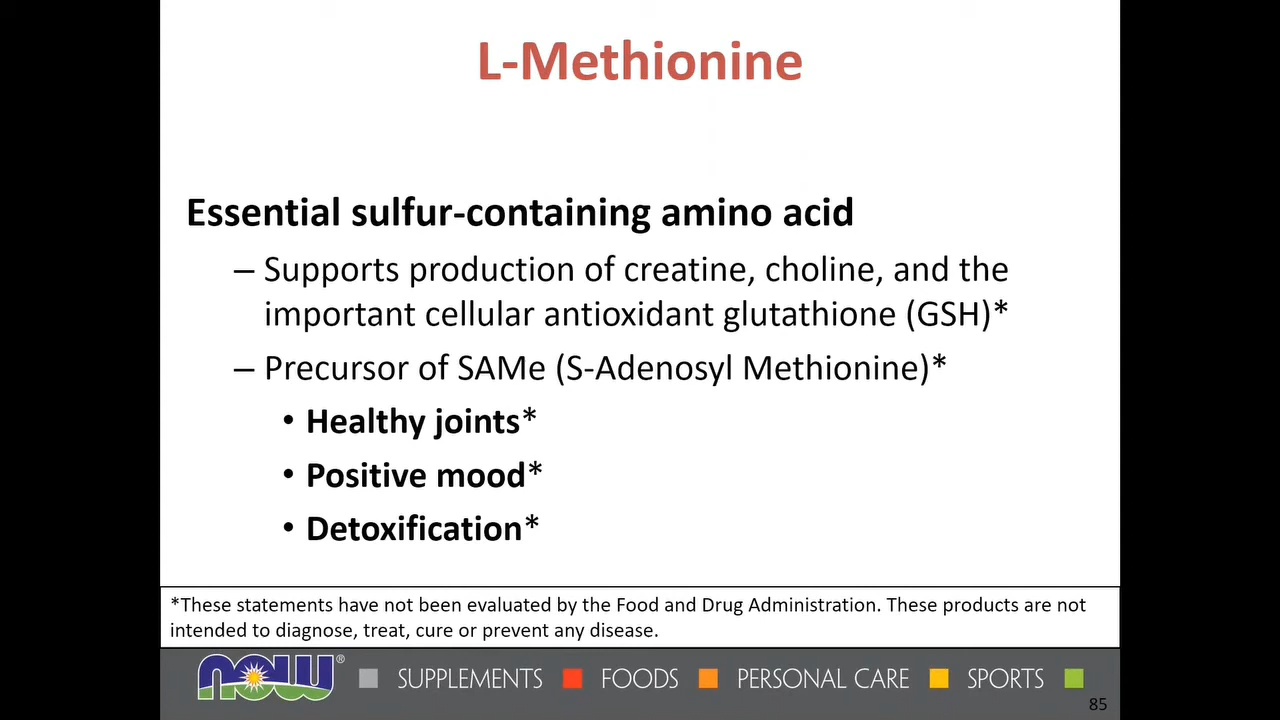 L-Methionine
Essential sulfur-containing amino acid
– Supports production of creatine, choline, and the
important cellular antioxidant glutathione (GSH)*
– Precursor of SAMe (S-Adenosyl Methionine)*
• Healthy joints*
• Positive mood*
• Detoxification*
*These statements have not been evaluated by the Food and Drug Administration. These products are not
intended to diagnose, treat, cure or prevent any disease.
now® SUPPLEMENTS FOODS PERSONAL CARE SPORTS
85